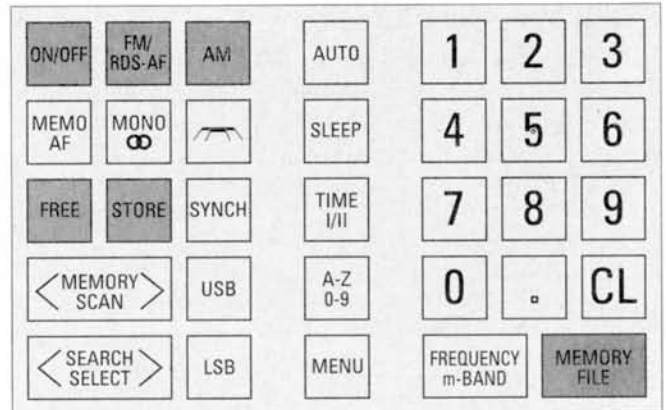 ON/OFF
FM/
RDS-AF
AM
AUTO
1
2
3
MEMO
AF
MONO
SLEEP
4
5
6
FREE
STORE
SYNCH
TIME
I/II
7
8
9
<MEMORY
SCAN>
USB
A-Z
0-9
0
.
CL
<SEARCH
SELECT>
LSB
MENU
FREQUENCY
m-BAND
MEMORY
FILE